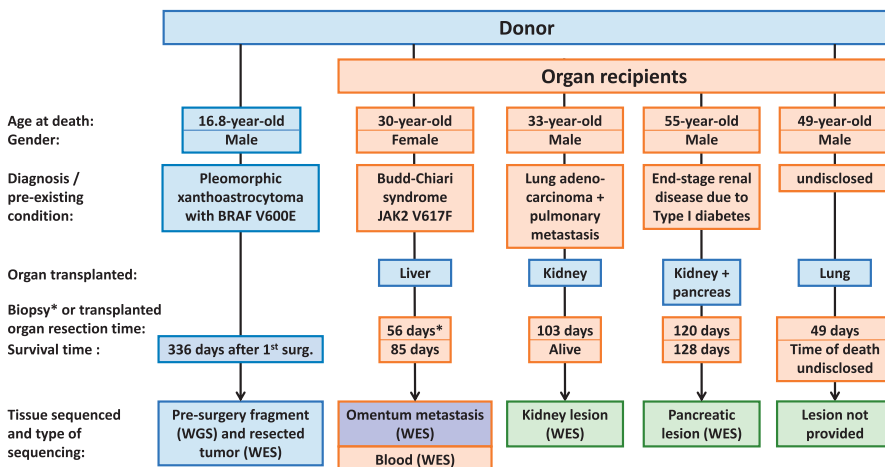 Donor
Organ recipients
Age at death:
Gender:
16.8-year-old
Male
30-year-old
Female
33-year-old
Male
55-year-old
Male
49-year-old
Male
Diagnosis /
pre-existing
condition:
Pleomorphic
xanthoastrocytoma
with BRAF V600E
Budd-Chiari
syndrome
JAK2 V617F
Lung adeno-
carcinoma +
pulmonary
metastasis
End-stage renal
disease due to
Type I diabetes
undisclosed
Organ transplanted:
Liver
Kidney
Kidney +
pancreas
Lung
Biopsy* or transplanted
organ resection time:
Survival time :
336 days after 1st surg.
56 days*
85 days
103 days
Alive
120 days
128 days
49 days
Time of death
undisclosed
Tissue sequenced
and type of
sequencing:
Pre-surgery fragment
(WGS) and resected
tumor (WES)
Omentum metastasis
(WES)
Blood (WES)
Kidney lesion
(WES)
Pancreatic
lesion (WES)
Lesion not
provided